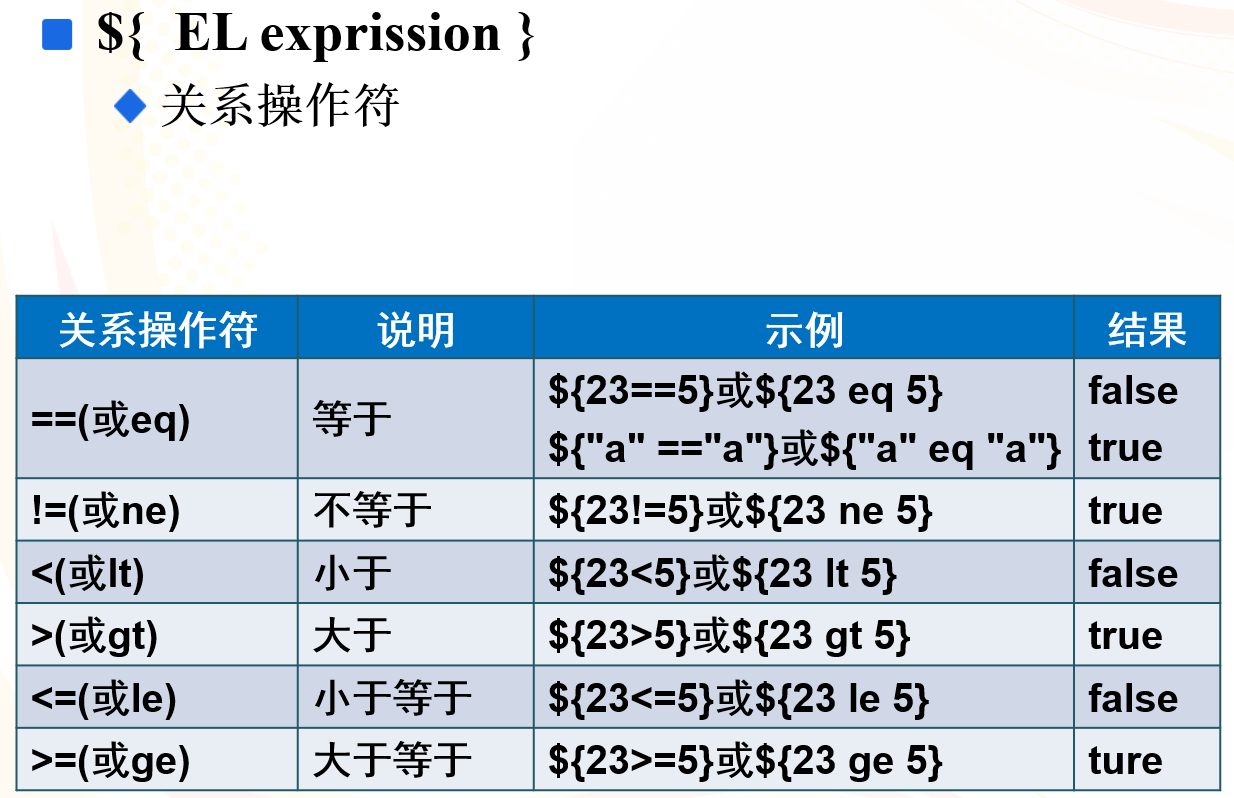 ${ EL exprission }
关系操作符
关系操作符 说明 示例 结果
==(或eq) 等于 ${23==5}或${23 eq 5} false
${"a" =="a"}或${"a" eq "a"} true
!=(或ne) 不等于 ${23!=5}或${23 ne 5} true
<(或lt) 小于 ${23<5}或${23 lt 5} false
>(或gt) 大于 ${23>5}或${23 gt 5} true
<=(或le) 小于等于 ${23<=5}或${23 le 5} false
>=(或ge) 大于等于 ${23>=5}或${23 ge 5} ture